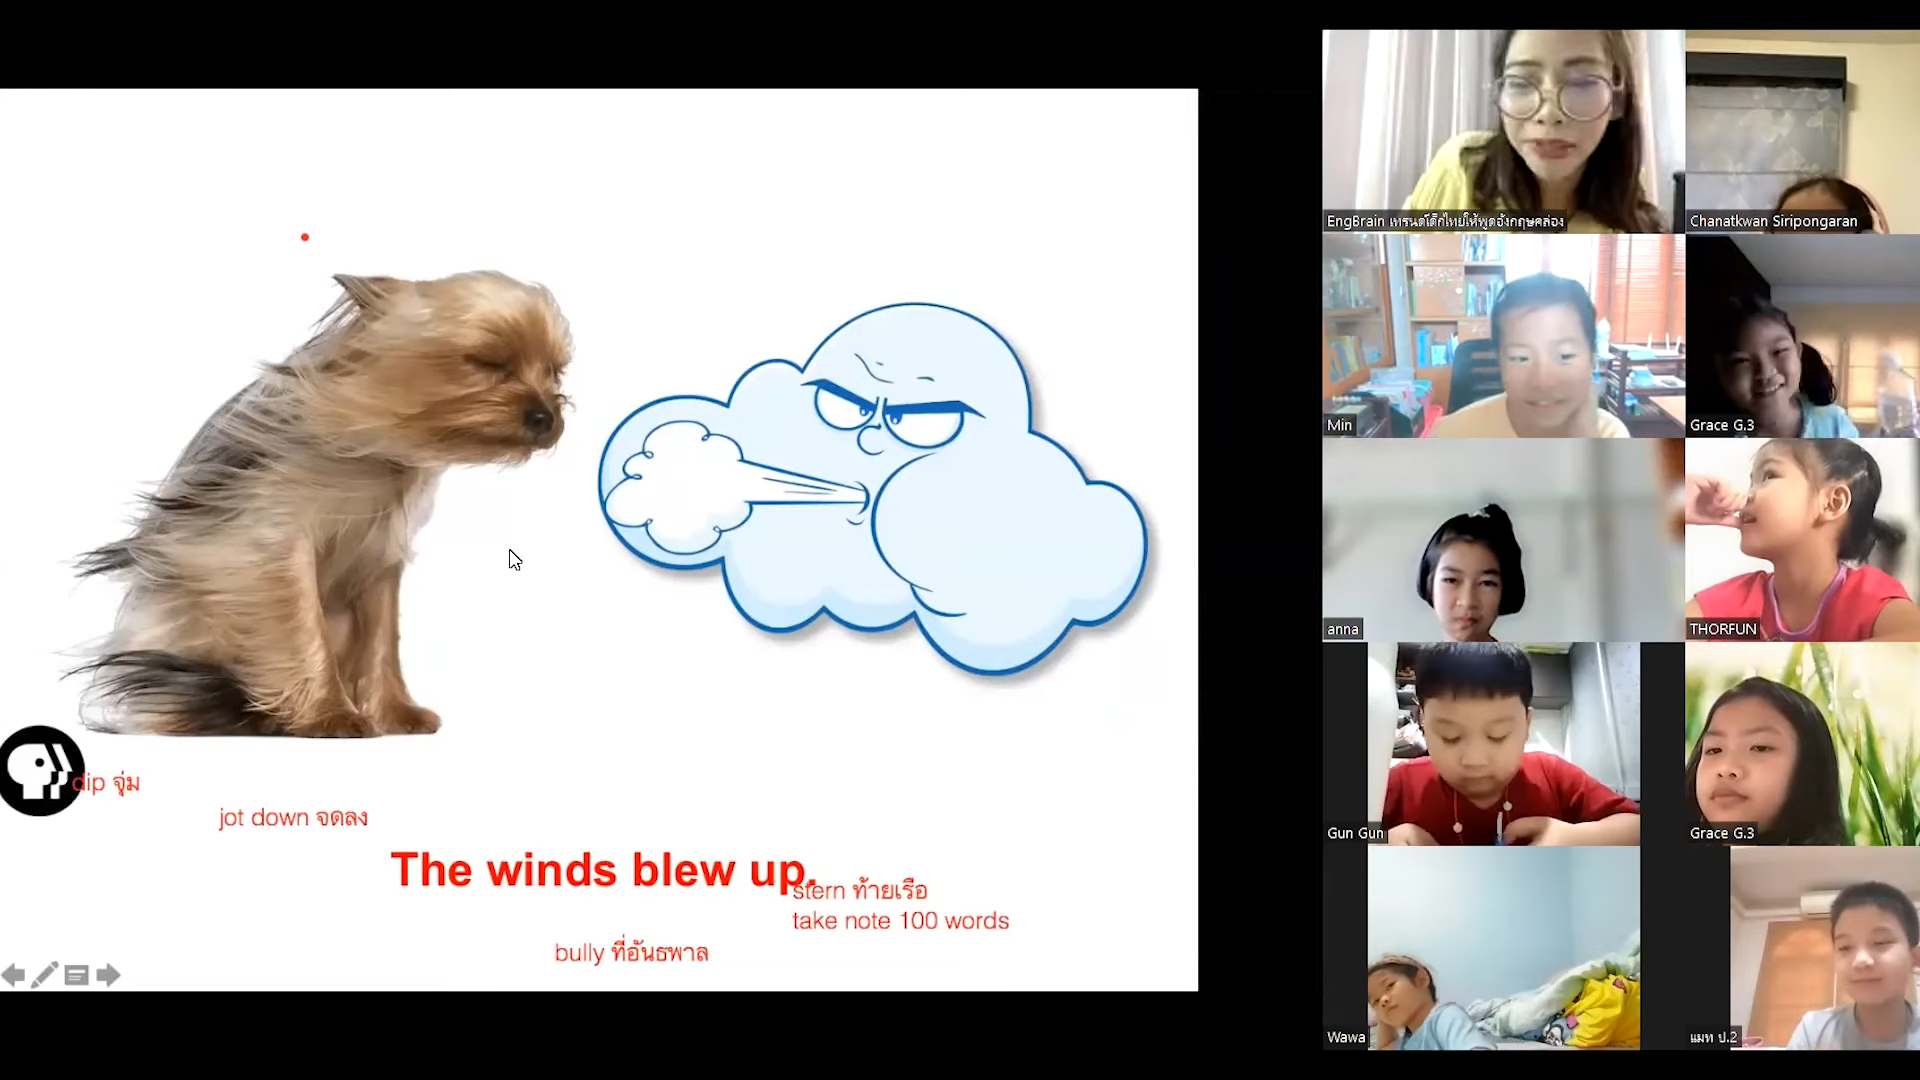 dip จุ่ม
jot down จดลง
The winds blew up.
stern ท้ายเรือ
take note 100 words
bully ที่อันธพาล
EngBrain เทรนด์เด็กไทยให้พูดอังกฤษคล่อง
Chanatkwan Siripongaran
Min
Grace G.3
anna
THORFUN
Gun Gun
Grace G.3
Wawa
แมท ป.2